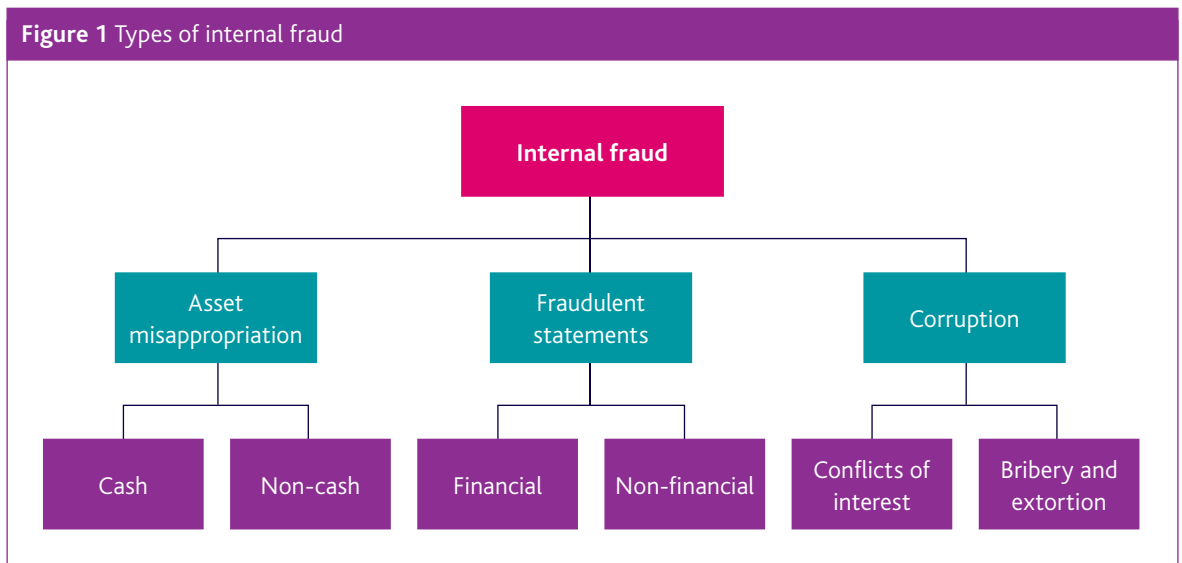 Figure 1 Types of internal fraud
Internal fraud
Asset
misappropriation
Fraudulent
statements
Corruption
Cash
Non-cash
Financial
Non-financial
Conflicts of
interest
Bribery and
extortion